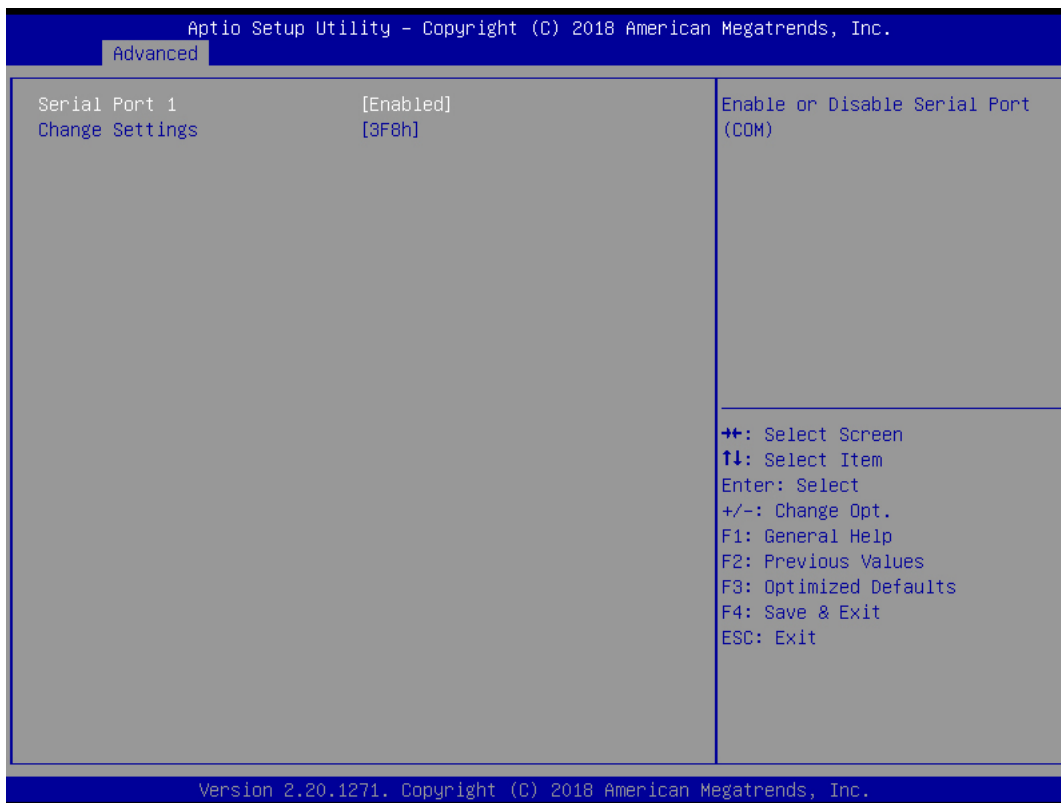 Aptio Setup Utility – Copyright (C) 2018 American Megatrends, Inc.
Advanced
Serial Port 1 [Enabled]
Change Settings [3F8h]
Enable or Disable Serial Port
(COM)
→←: Select Screen
↑↓: Select Item
Enter: Select
+/-: Change Opt.
F1: General Help
F2: Previous Values
F3: Optimized Defaults
F4: Save & Exit
ESC: Exit
Version 2.20.1271. Copyright (C) 2018 American Megatrends, Inc.